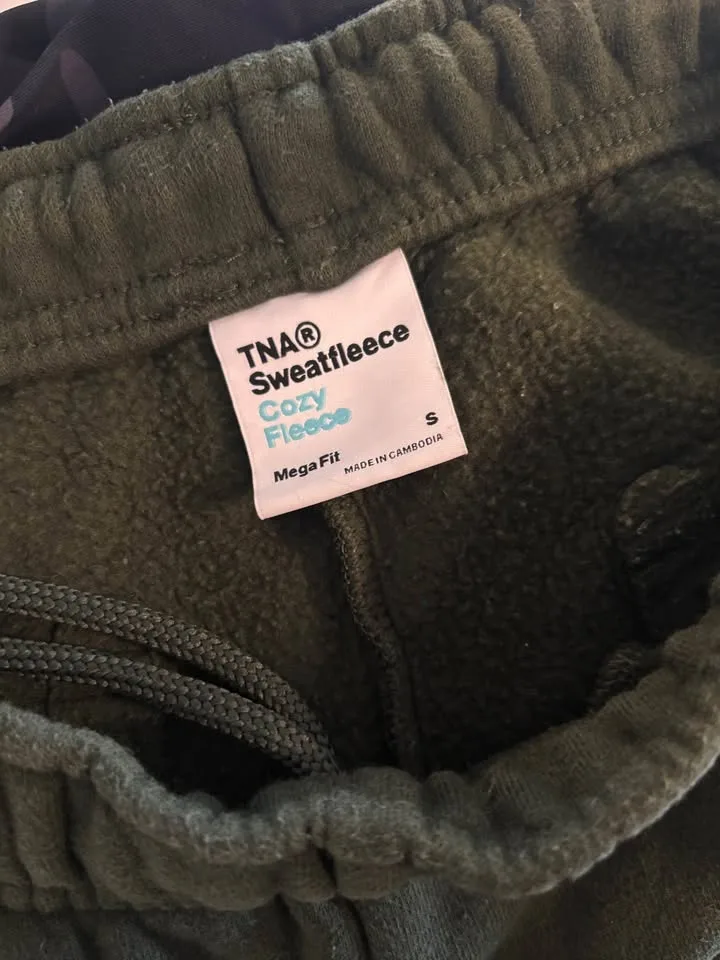 TNA®
Sweatfleece
Cozy
Fleece
S
Mega Fit MADE IN CAMBODIA